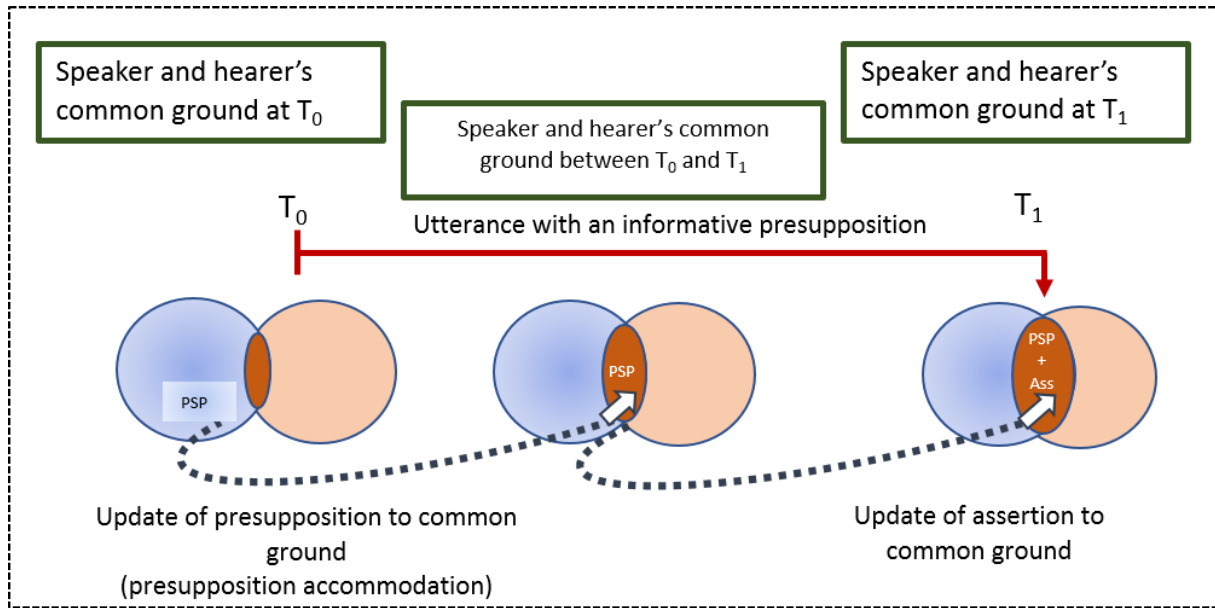 Speaker and hearer’s
common ground at T₀
Speaker and hearer’s common
ground between T₀ and T₁
Speaker and hearer’s
common ground at T₁
T₀
Utterance with an informative presupposition
T₁
PSP
PSP
PSP
+
Ass
Update of presupposition to common
ground
(presupposition accommodation)
Update of assertion to
common ground